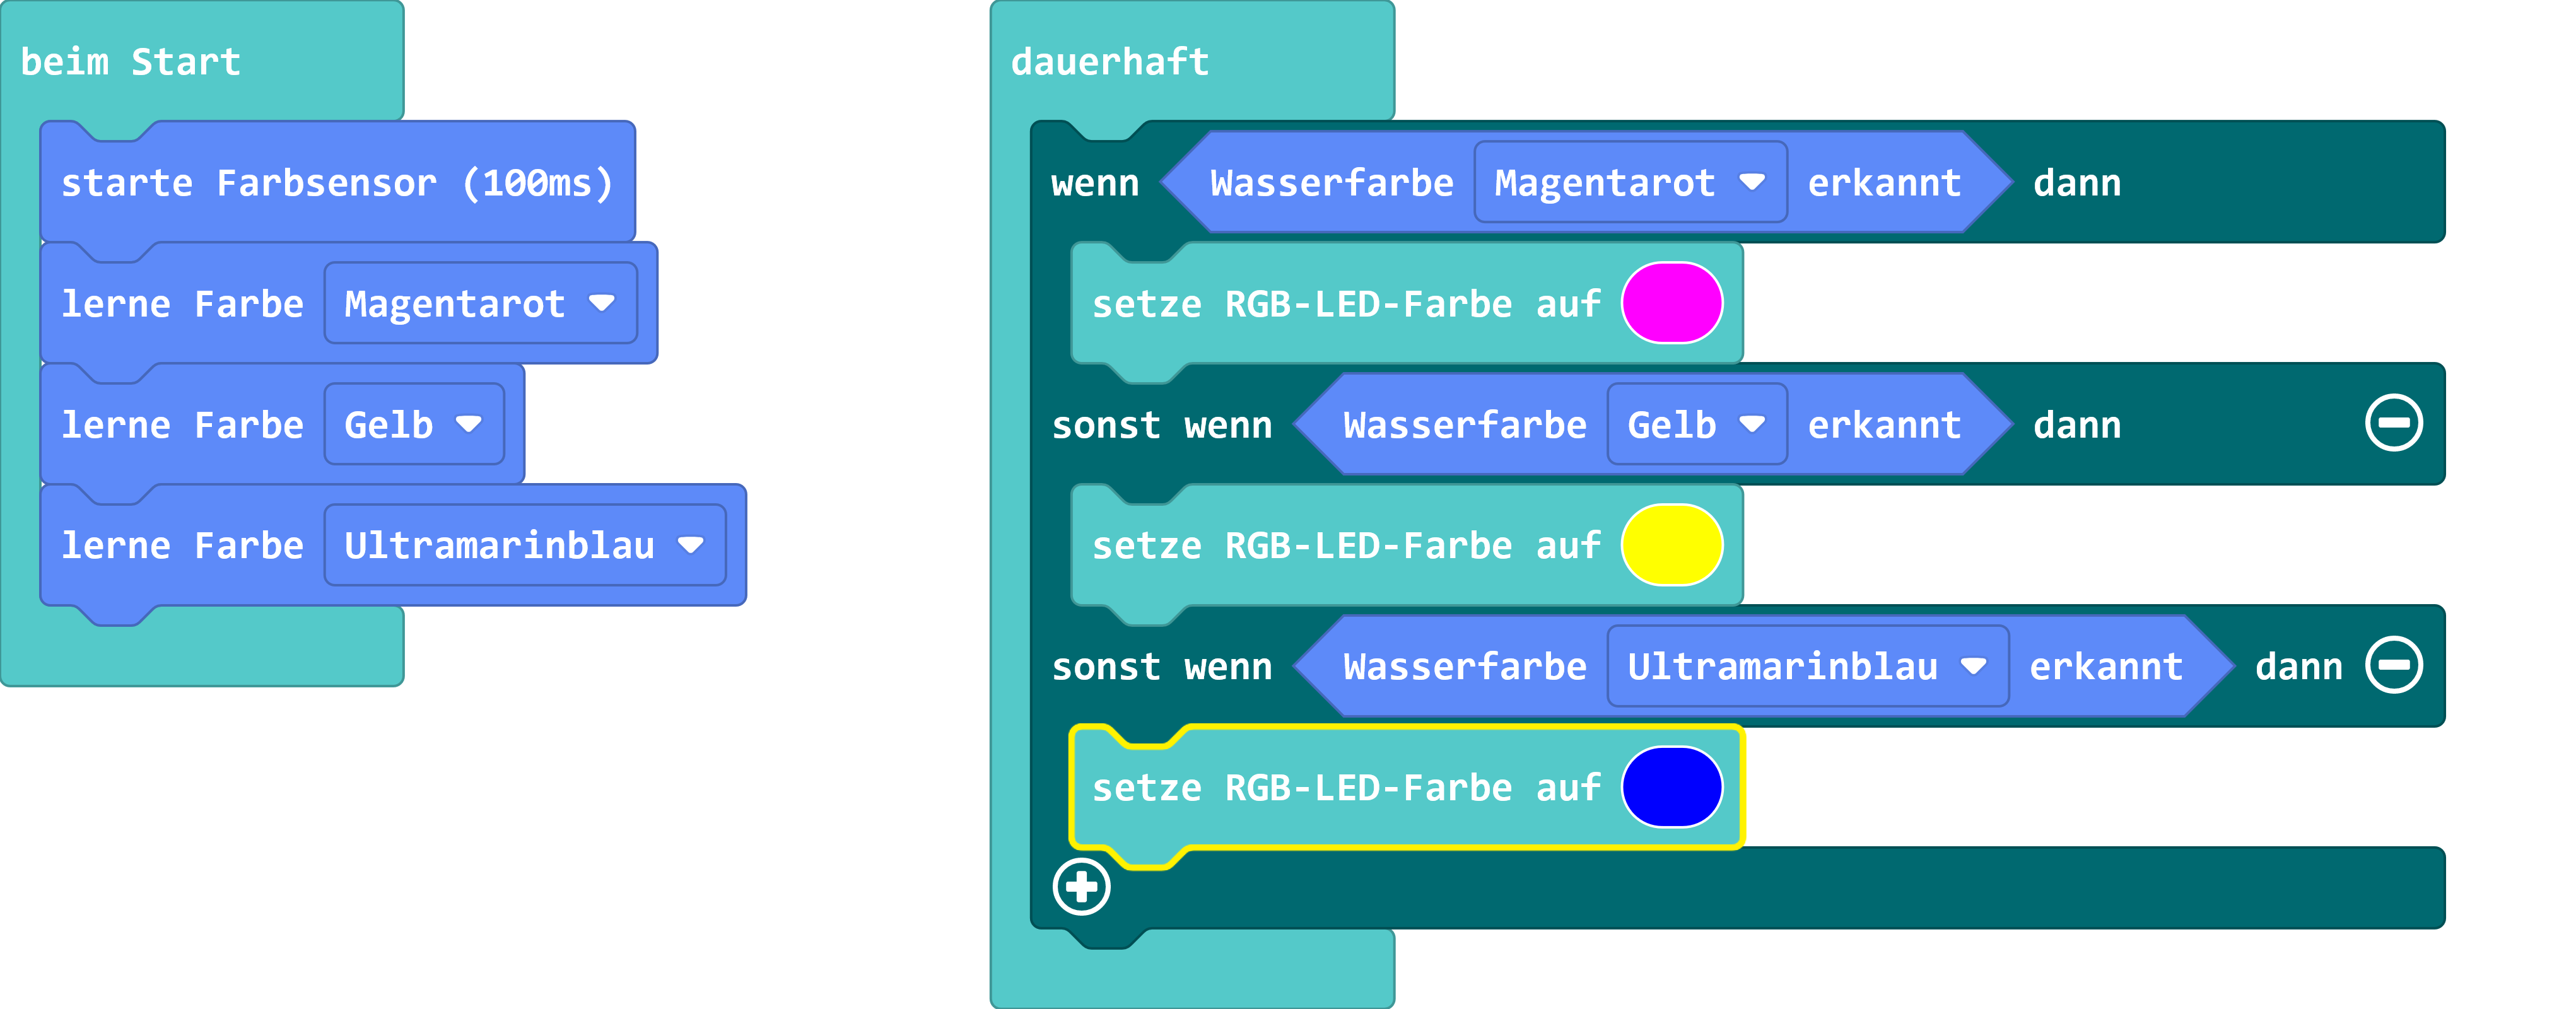 beim Start
starte Farbsensor (100ms)
lerne Farbe Magentarot
lerne Farbe Gelb
lerne Farbe Ultramarinblau
dauerhaft
wenn Wasserfarbe Magentarot erkannt dann
setze RGB-LED-Farbe auf
sonst wenn Wasserfarbe Gelb erkannt dann
setze RGB-LED-Farbe auf
sonst wenn Wasserfarbe Ultramarinblau erkannt dann
setze RGB-LED-Farbe auf